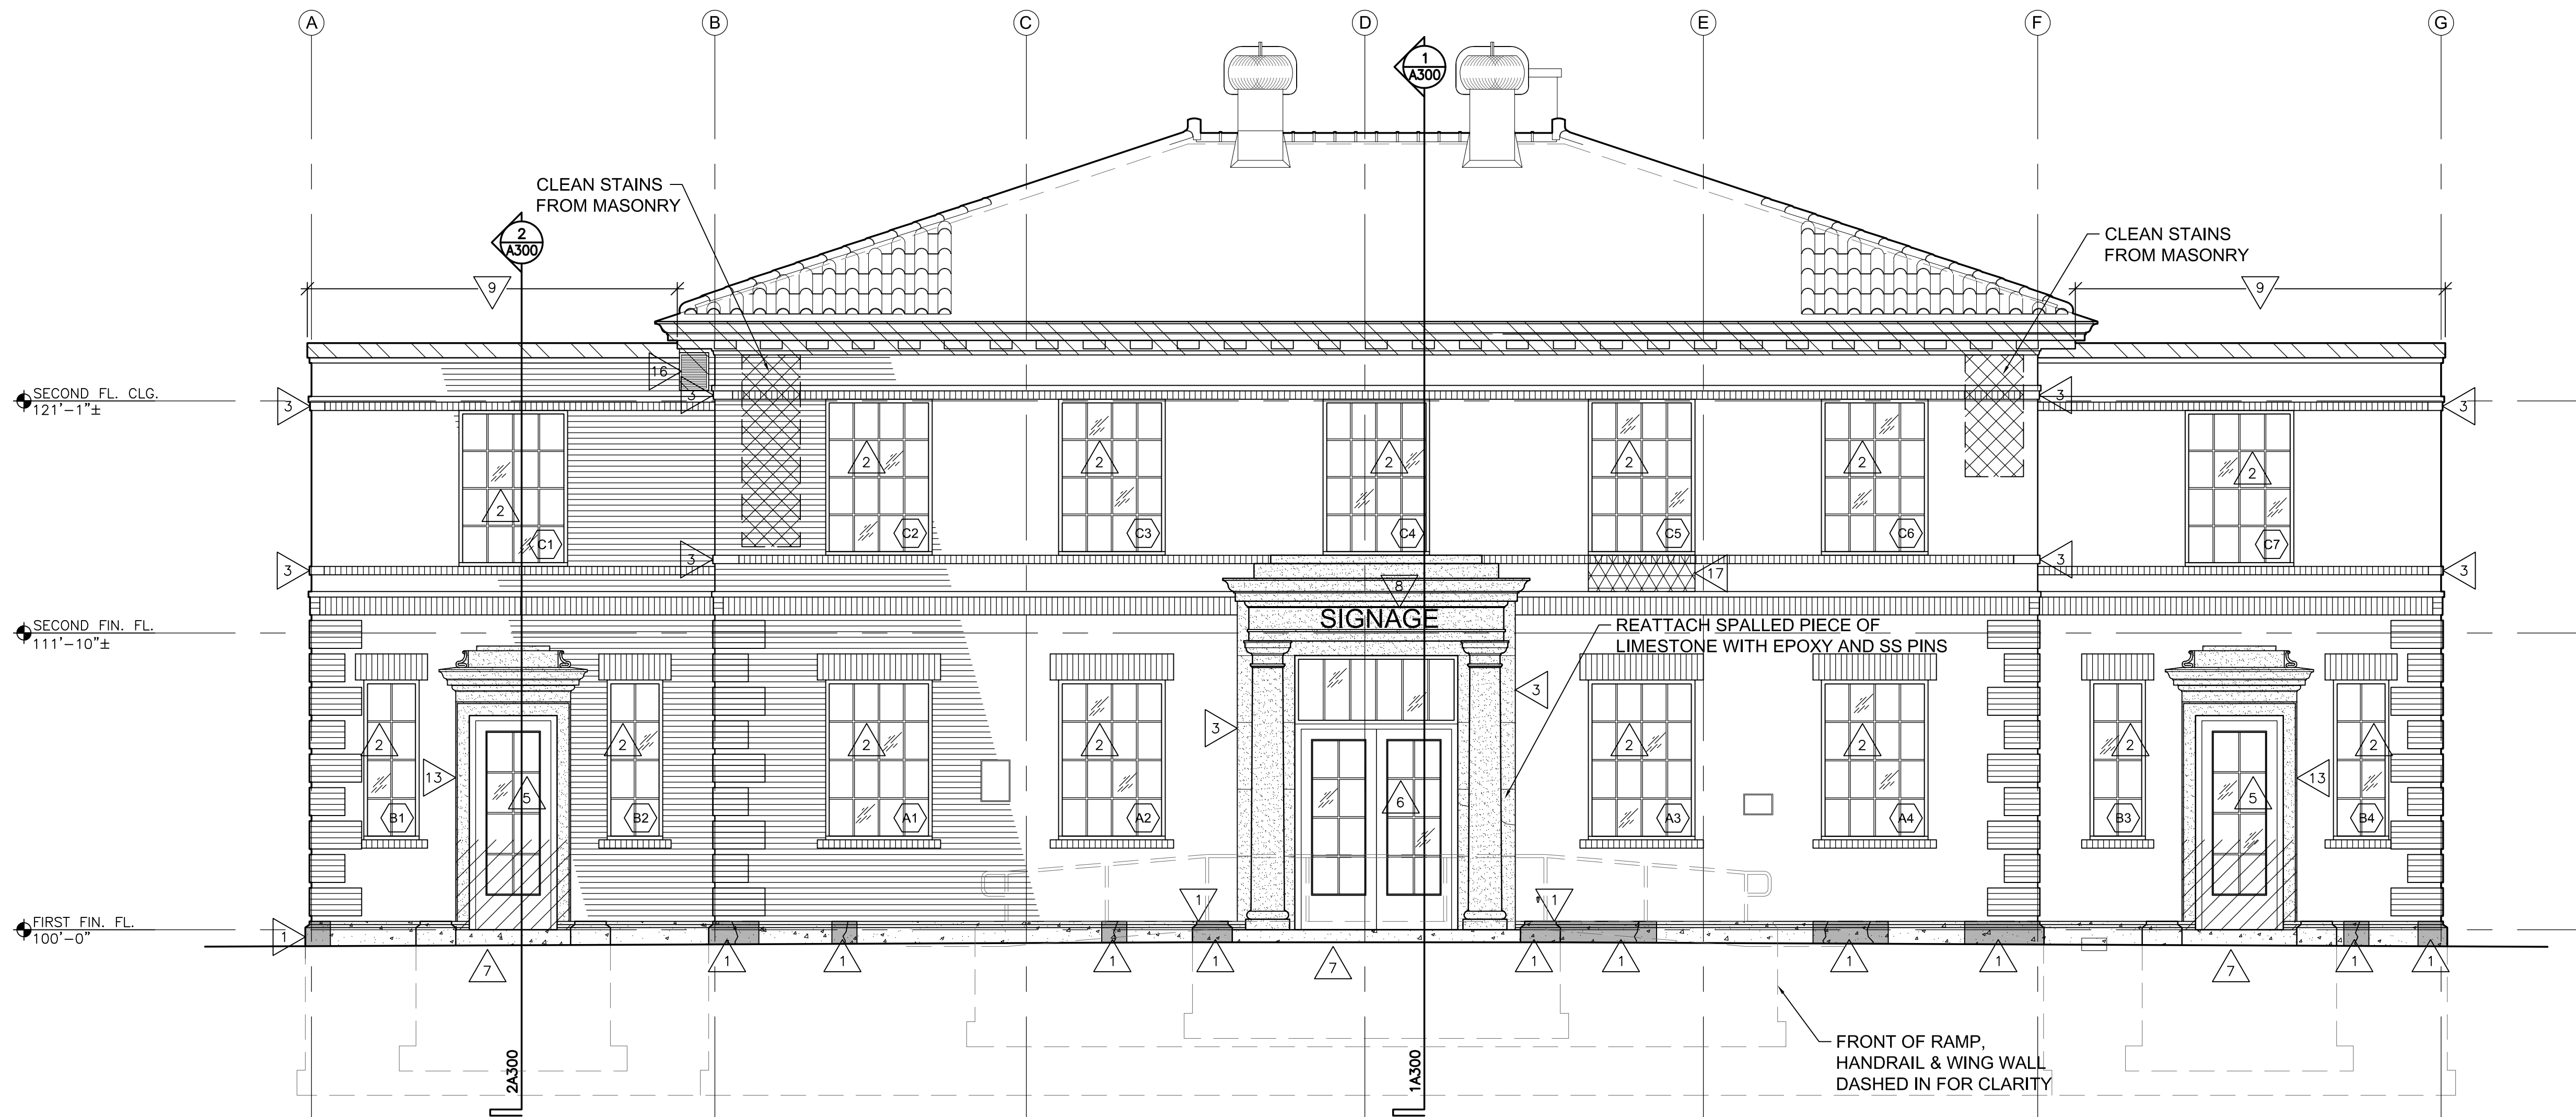 A
B
C
D
E
F
G
1
A300
CLEAN STAINS
FROM MASONRY
2
A300
CLEAN STAINS
FROM MASONRY
9
9
16
SECOND FL. CLG.
121'-1"±
3
3
3
3
2
2
2
2
2
2
2
C1
C2
C3
C4
C5
C6
C7
3
3
3
3
17
8
SIGNAGE
SECOND FIN. FL.
111'-10"±
REATTACH SPALLED PIECE OF
LIMESTONE WITH EPOXY AND SS PINS
3
3
2
2
2
2
2
2
2
2
13
13
5
6
5
B1
B2
A1
A2
A3
A4
B3
B4
FIRST FIN. FL.
100'-0"
1
1
1
7
1
1
1
1
7
1
1
1
1
7
1
1
2A300
1A300
FRONT OF RAMP,
HANDRAIL & WING WALL
DASHED IN FOR CLARITY